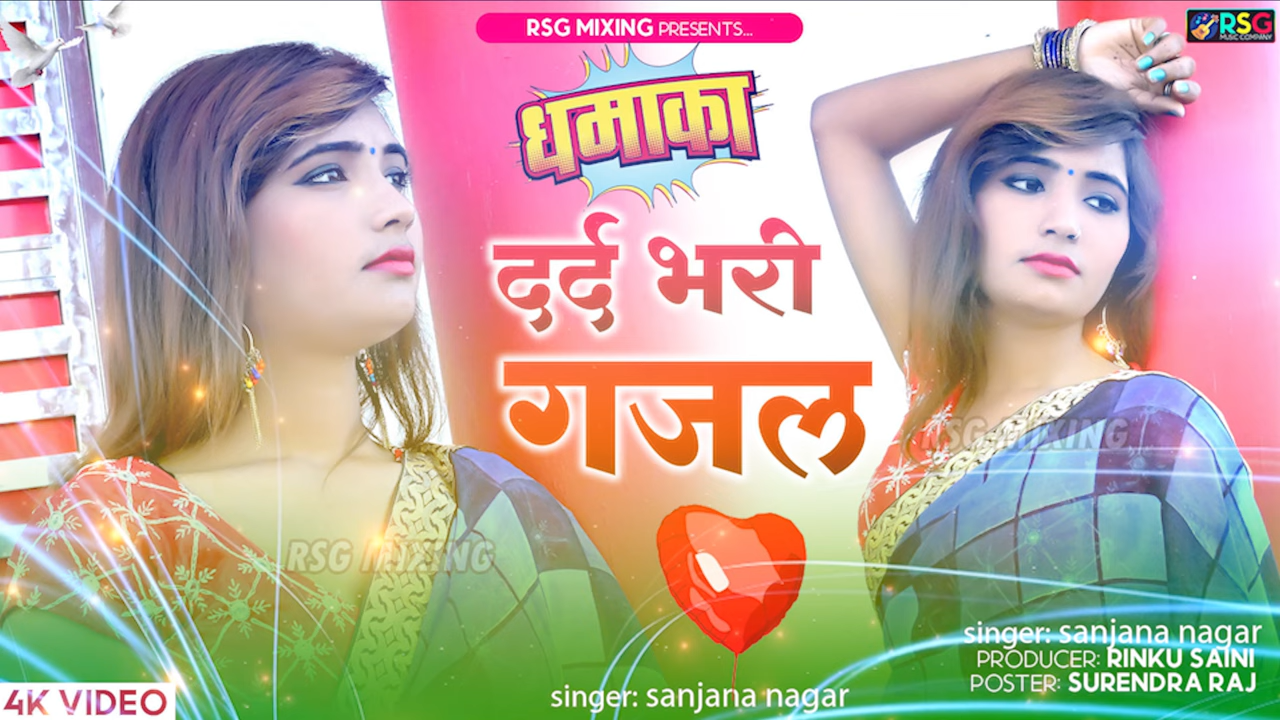 RSG MIXING PRESENTS...
RSG
MUSIC COMPANY
धमाका
दर्द भरी
गजल
RSG MIXING
RSG MIXING
singer: sanjana nagar
PRODUCER: RINKU SAINI
POSTER: SURENDRA RAJ
singer: sanjana nagar
4K VIDEO